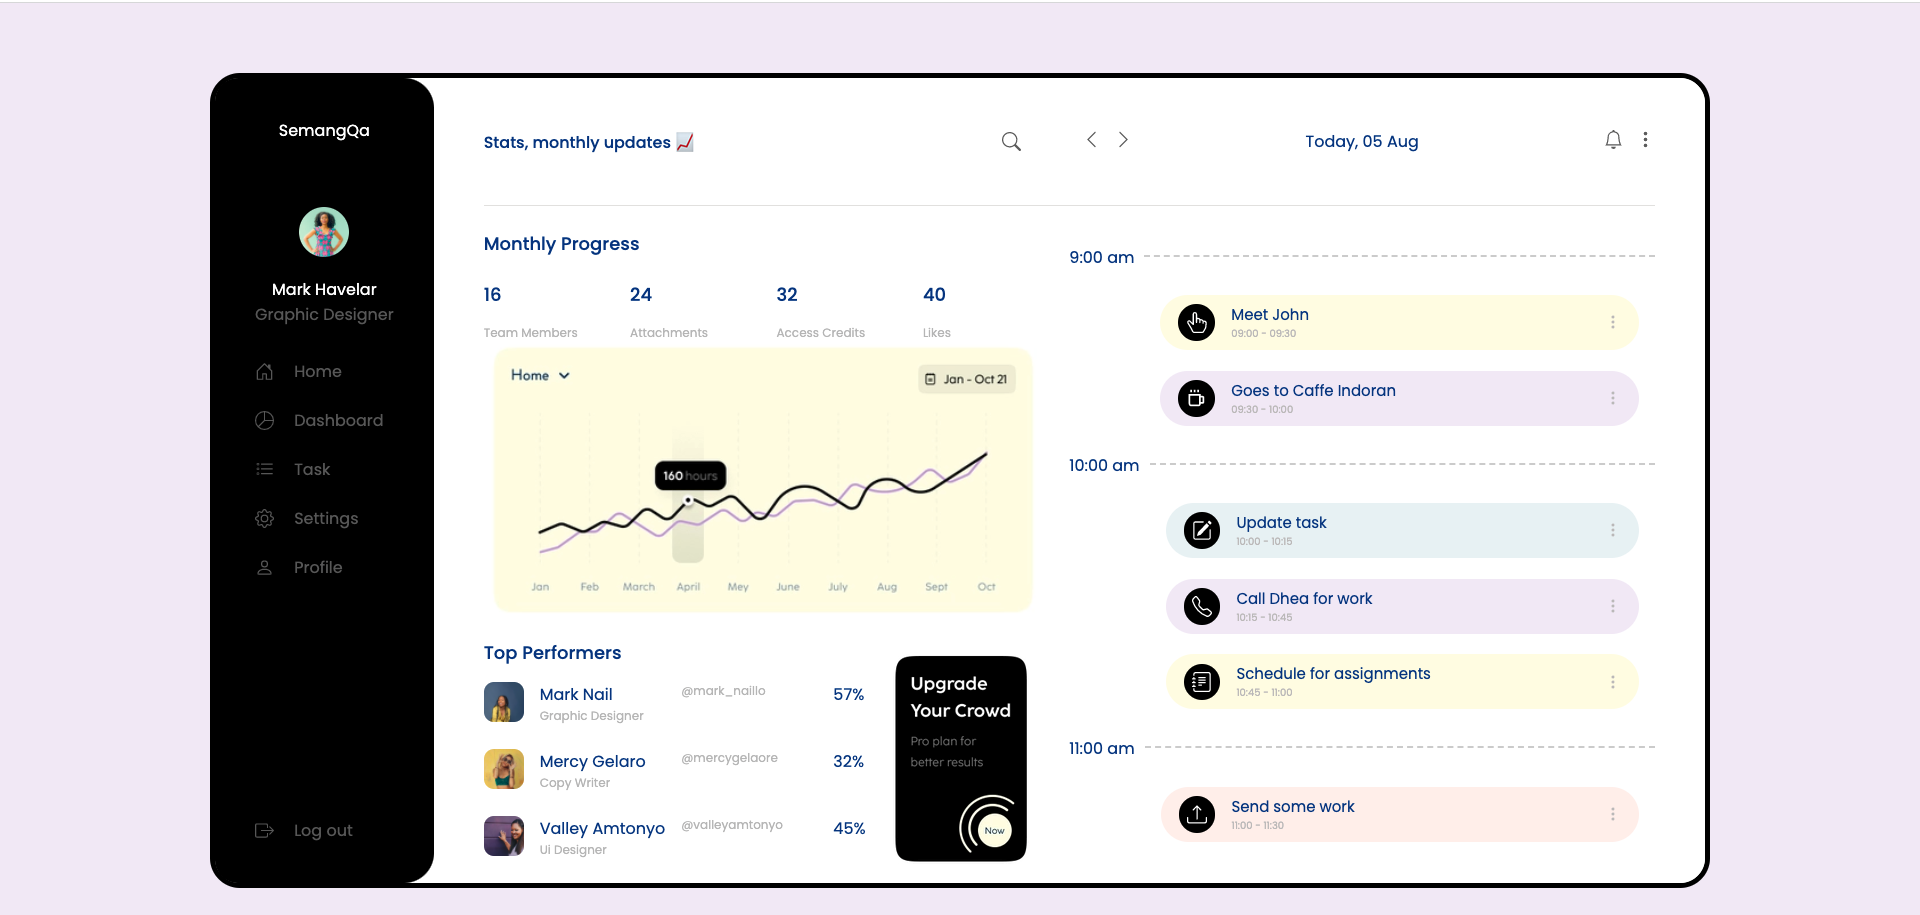 SemangQa
Mark Havelar
Graphic Designer
Home
Dashboard
Task
Settings
Profile
Log out
Stats, monthly updates
Today, 05 Aug
Monthly Progress
16
Team Members
24
Attachments
32
Access Credits
40
Likes
Home
Jan - Oct 21
160 hours
Jan Feb March April Mey June July Aug Sept Oct
Top Performers
Mark Nail
Graphic Designer
@mark_naillo
57%
Mercy Gelaro
Copy Writer
@mercygelaore
32%
Valley Amtonyo
Ui Designer
@valleyamtonyo
45%
Upgrade
Your Crowd
Pro plan for
better results
Now
9:00 am
Meet John
09:00 - 09:30
Goes to Caffe Indoran
09:30 - 10:00
10:00 am
Update task
10:00 - 10:15
Call Dhea for work
10:15 - 10:45
Schedule for assignments
10:45 - 11:00
11:00 am
Send some work
11:00 - 11:30